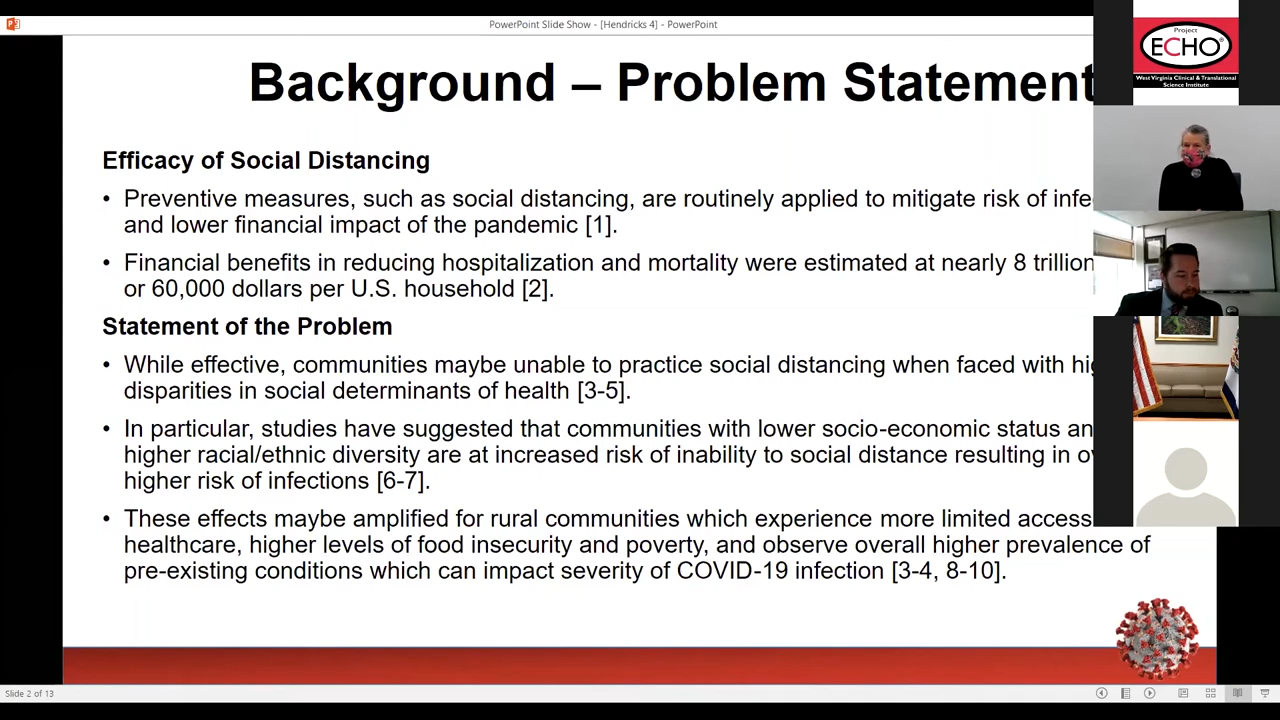 PowerPoint Slide Show - [Hendricks 4] - PowerPoint
Project
ECHO®
West Virginia Clinical & Translational
Science Institute
Background – Problem Statement
Efficacy of Social Distancing
• Preventive measures, such as social distancing, are routinely applied to mitigate risk of infe
and lower financial impact of the pandemic [1].
• Financial benefits in reducing hospitalization and mortality were estimated at nearly 8 trillion
or 60,000 dollars per U.S. household [2].
Statement of the Problem
• While effective, communities maybe unable to practice social distancing when faced with hig
disparities in social determinants of health [3-5].
• In particular, studies have suggested that communities with lower socio-economic status an
higher racial/ethnic diversity are at increased risk of inability to social distance resulting in ov
higher risk of infections [6-7].
• These effects maybe amplified for rural communities which experience more limited access
healthcare, higher levels of food insecurity and poverty, and observe overall higher prevalence of
pre-existing conditions which can impact severity of COVID-19 infection [3-4, 8-10].
Slide 2 of 13